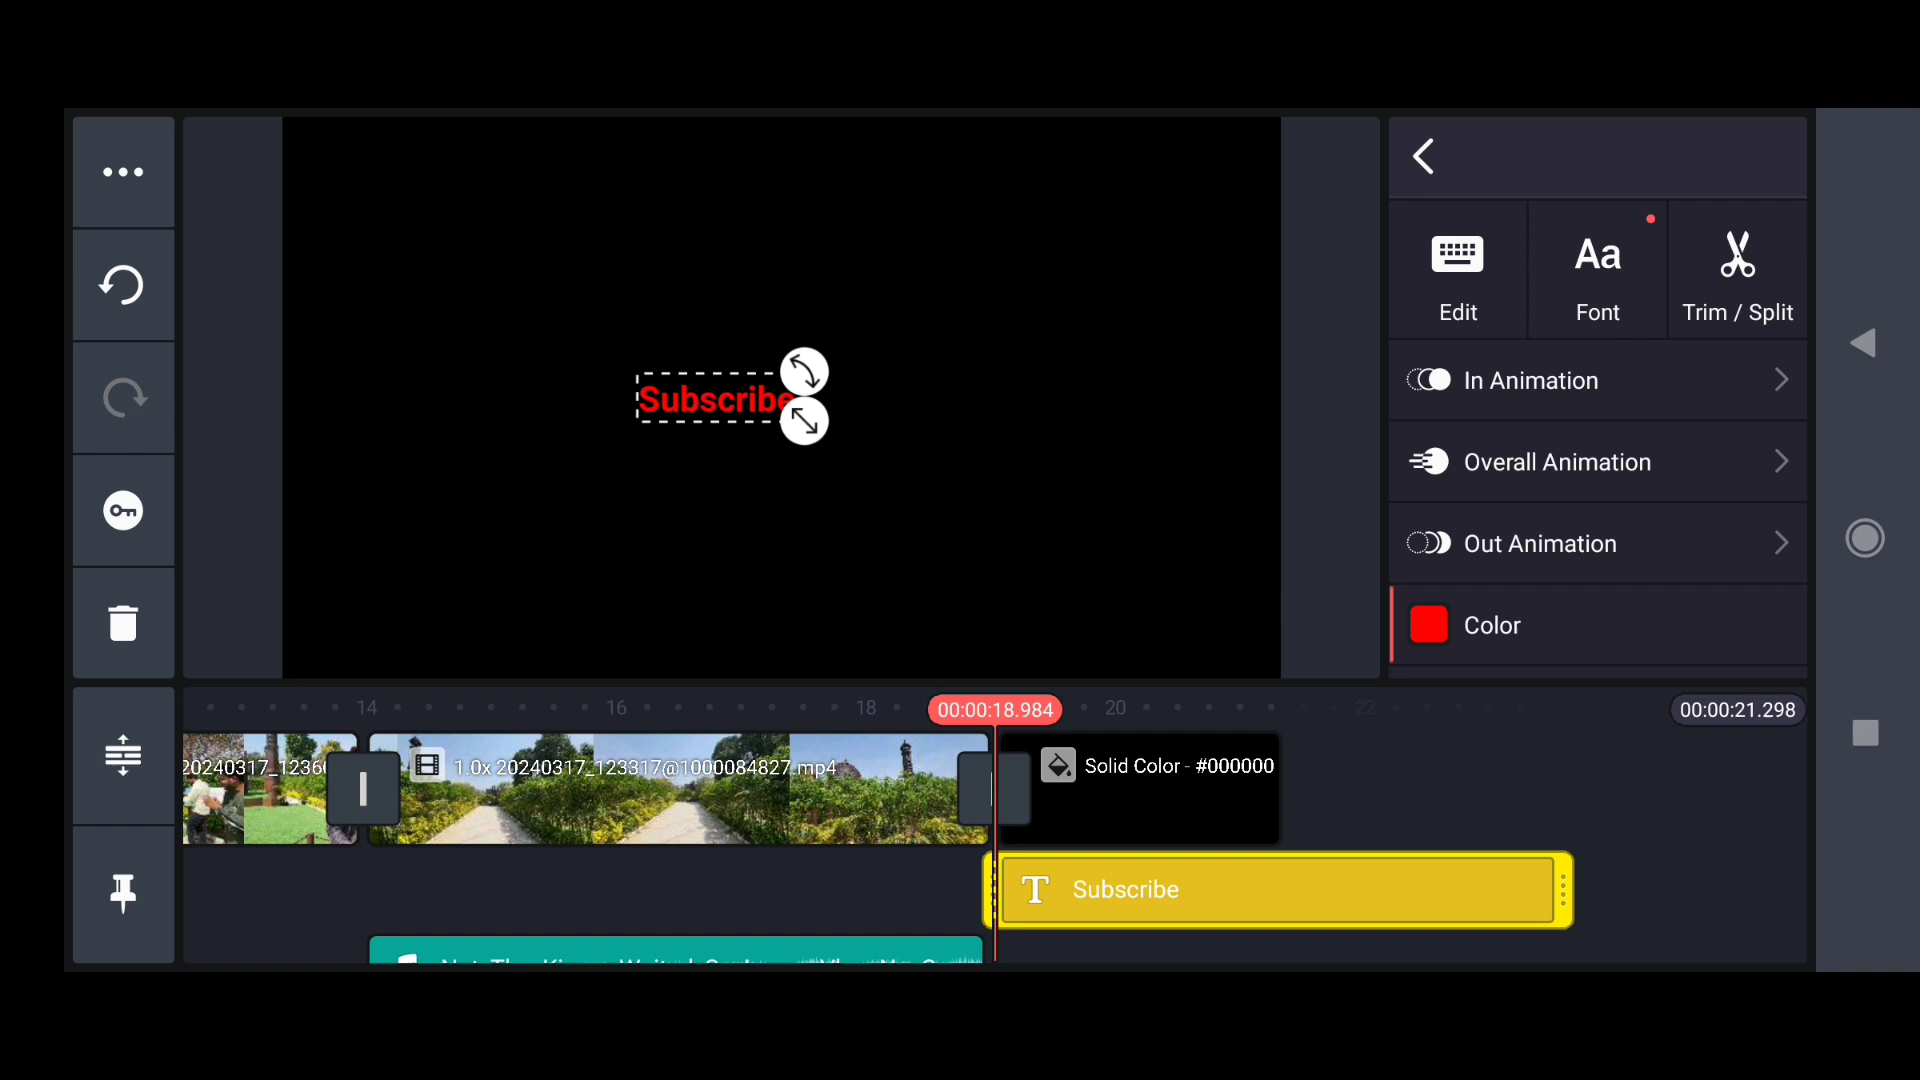 Subscribe
Edit
Aa
Font
Trim / Split
In Animation
Overall Animation
Out Animation
Color
14
16
18
00:00:18.984
20
22
00:00:21.298
20240317_1236
1.0x 20240317_123317@1000084827.mp4
Solid Color - #000000
T Subscribe